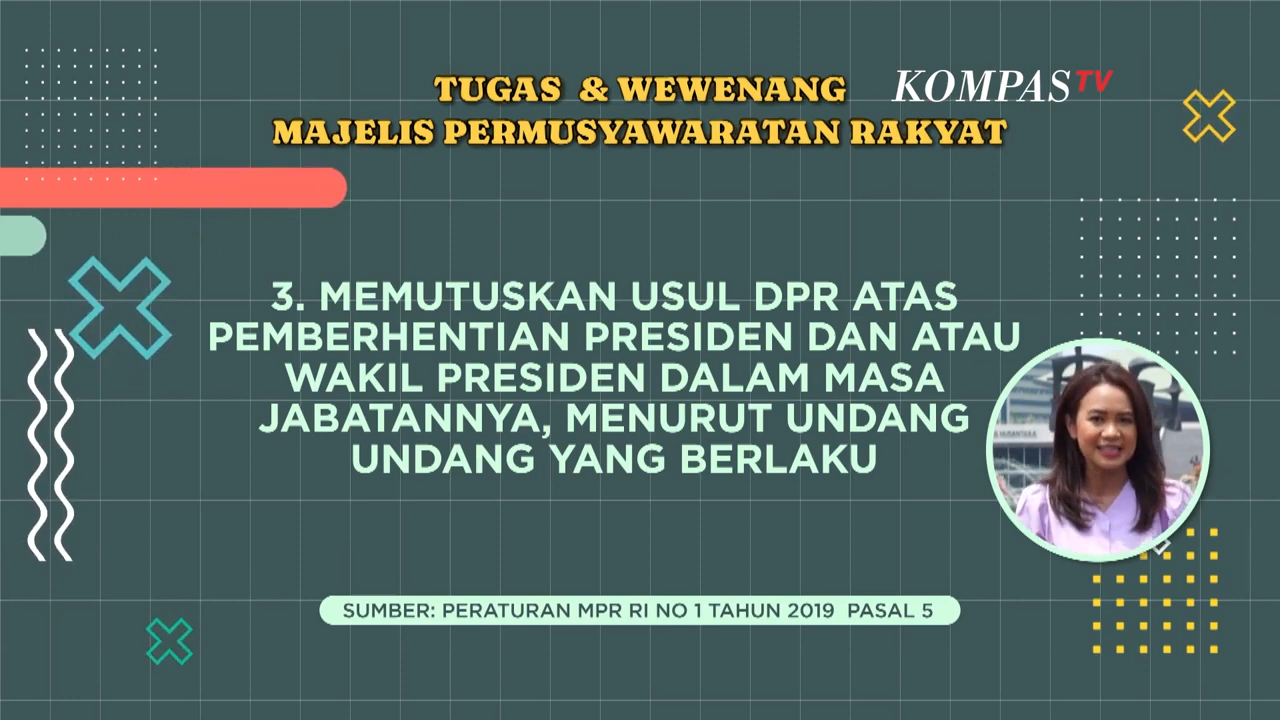 TUGAS & WEWENANG
MAJELIS PERMUSYAWARATAN RAKYAT
KOMPASTV
3. MEMUTUSKAN USUL DPR ATAS
PEMBERHENTIAN PRESIDEN DAN ATAU
WAKIL PRESIDEN DALAM MASA
JABATANNYA, MENURUT UNDANG
UNDANG YANG BERLAKU
SUMBER: PERATURAN MPR RI NO 1 TAHUN 2019 PASAL 5